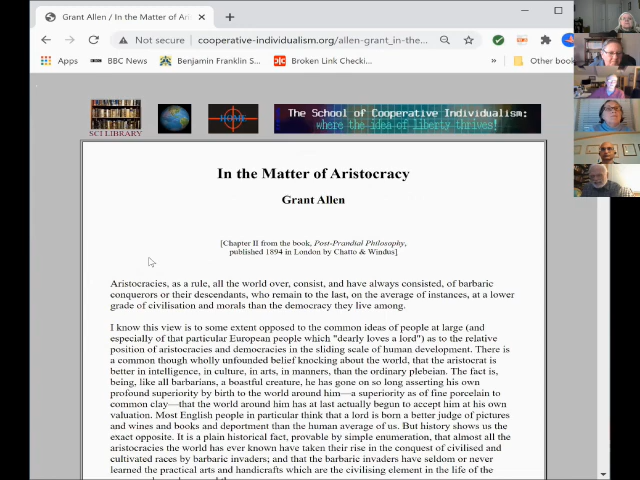 Grant Allen / In the Matter of Aris
Not secure
cooperative-individualism.org/allen-grant_in-the...
Apps
BBC News
Benjamin Franklin S...
Broken Link Checki...
Other book
SCI LIBRARY
HOME
The School of Cooperative Individualism:
where the idea of liberty thrives!
In the Matter of Aristocracy
Grant Allen
[Chapter II from the book, Post-Prandial Philosophy,
published 1894 in London by Chatto & Windus]
Aristocracies, as a rule, all the world over, consist, and have always consisted, of barbaric
conquerors or their descendants, who remain to the last, on the average of instances, at a lower
grade of civilisation and morals than the democracy they live among.
I know this view is to some extent opposed to the common ideas of people at large (and
especially of that particular European people which "dearly loves a lord") as to the relative
position of aristocracies and democracies in the sliding scale of human development. There is
a common though wholly unfounded belief knocking about the world, that the aristocrat is
better in intelligence, in culture, in arts, in manners, than the ordinary plebeian. The fact is,
being, like all barbarians, a boastful creature, he has gone on so long asserting his own
profound superiority by birth to the world around him—a superiority as of fine porcelain to
common clay—that the world around him has at last actually begun to accept him at his own
valuation. Most English people in particular think that a lord is born a better judge of pictures
and wines and books and deportment than the human average of us. But history shows us the
exact opposite. It is a plain historical fact, provable by simple enumeration, that almost all the
aristocracies the world has ever known have taken their rise in the conquest of civilised and
cultivated races by barbaric invaders; and that the barbaric invaders have seldom or never
learned the practical arts and handicrafts which are the civilising element in the life of the